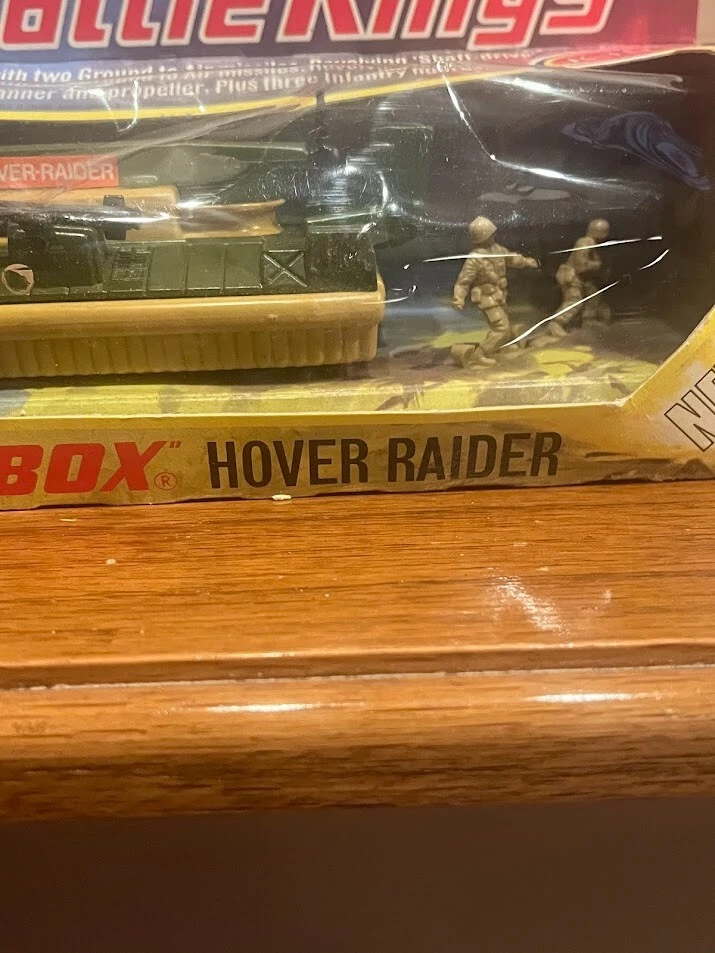 attle Kings
ith two Ground to Air missiles. Revolving
anner and propeller. Plus three Infantry
VER-RAIDER
BOX"® HOVER RAIDER
NE